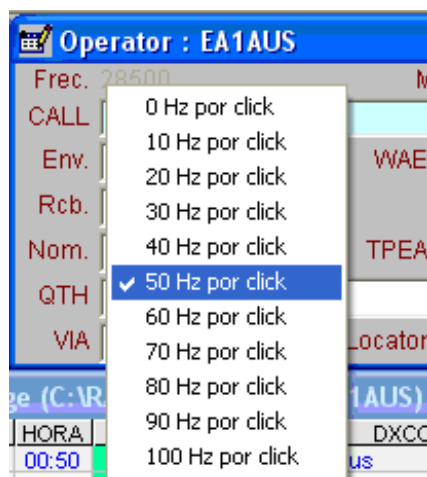 Operator : EA1AUS
Frec. 28500
CALL
Env. WAE
Rcb.
Nom. TPEA
QTH
VIA Locator
0 Hz por click
10 Hz por click
20 Hz por click
30 Hz por click
40 Hz por click
50 Hz por click
60 Hz por click
70 Hz por click
80 Hz por click
90 Hz por click
100 Hz por click
ge (C:\R 1AUS)
HORA DXCC
00:50 us